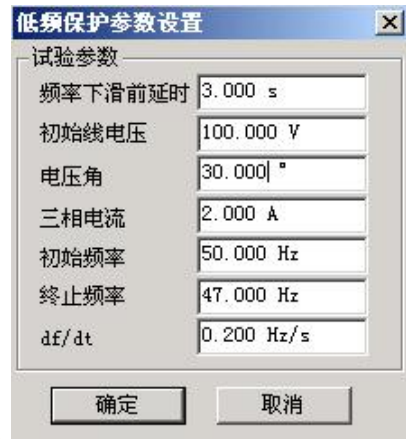 低频保护参数设置
试验参数
频率下滑前延时 3.000 s
初始线电压 100.000 V
电压角 30.000 °
三相电流 2.000 A
初始频率 50.000 Hz
终止频率 47.000 Hz
df/dt 0.200 Hz/s
确定 取消